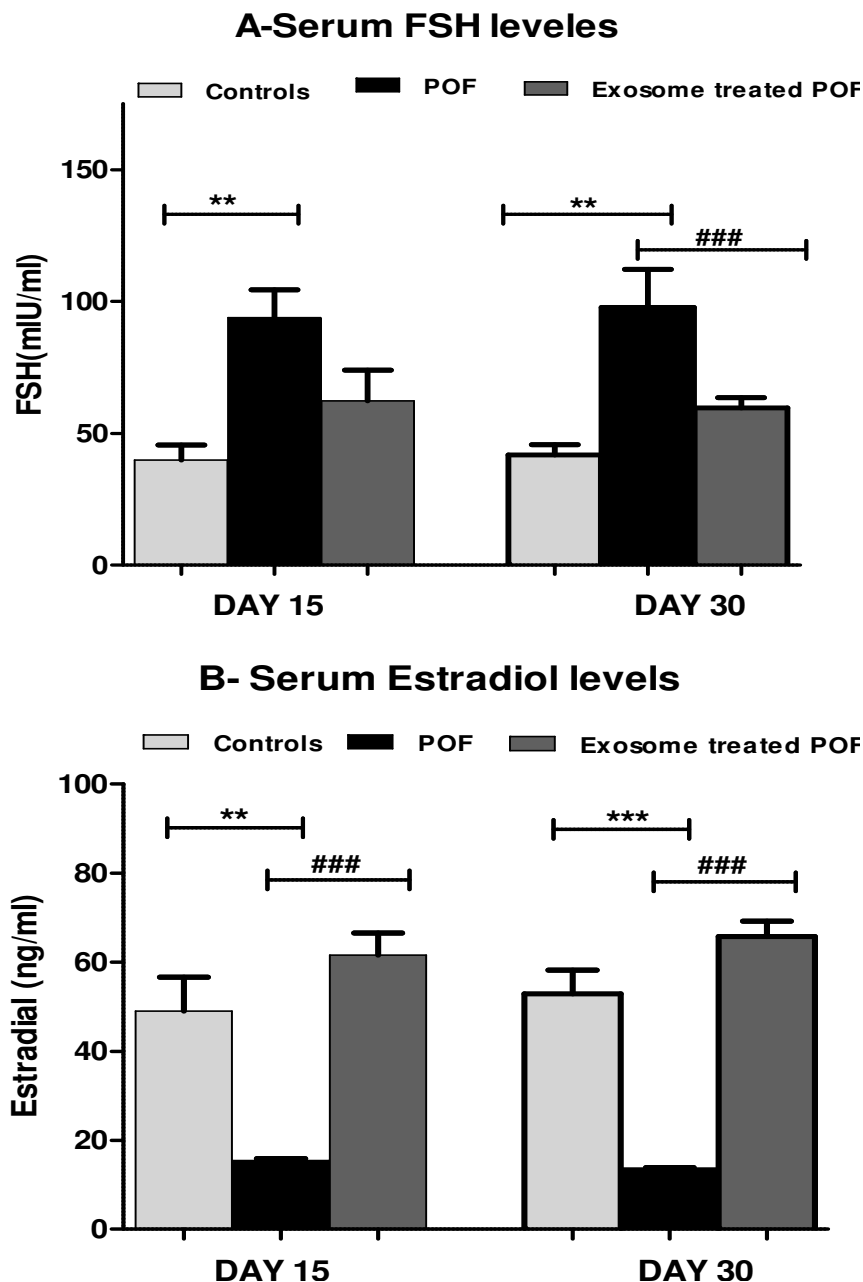 A-Serum FSH leveles
Controls POF Exosome treated POF
150
100
50
0
FSH(mIU/ml)
** ** ###
DAY 15 DAY 30
B- Serum Estradiol levels
Controls POF Exosome treated POF
100
80
60
40
20
0
Estradial (ng/ml)
** ***
### ###
DAY 15 DAY 30